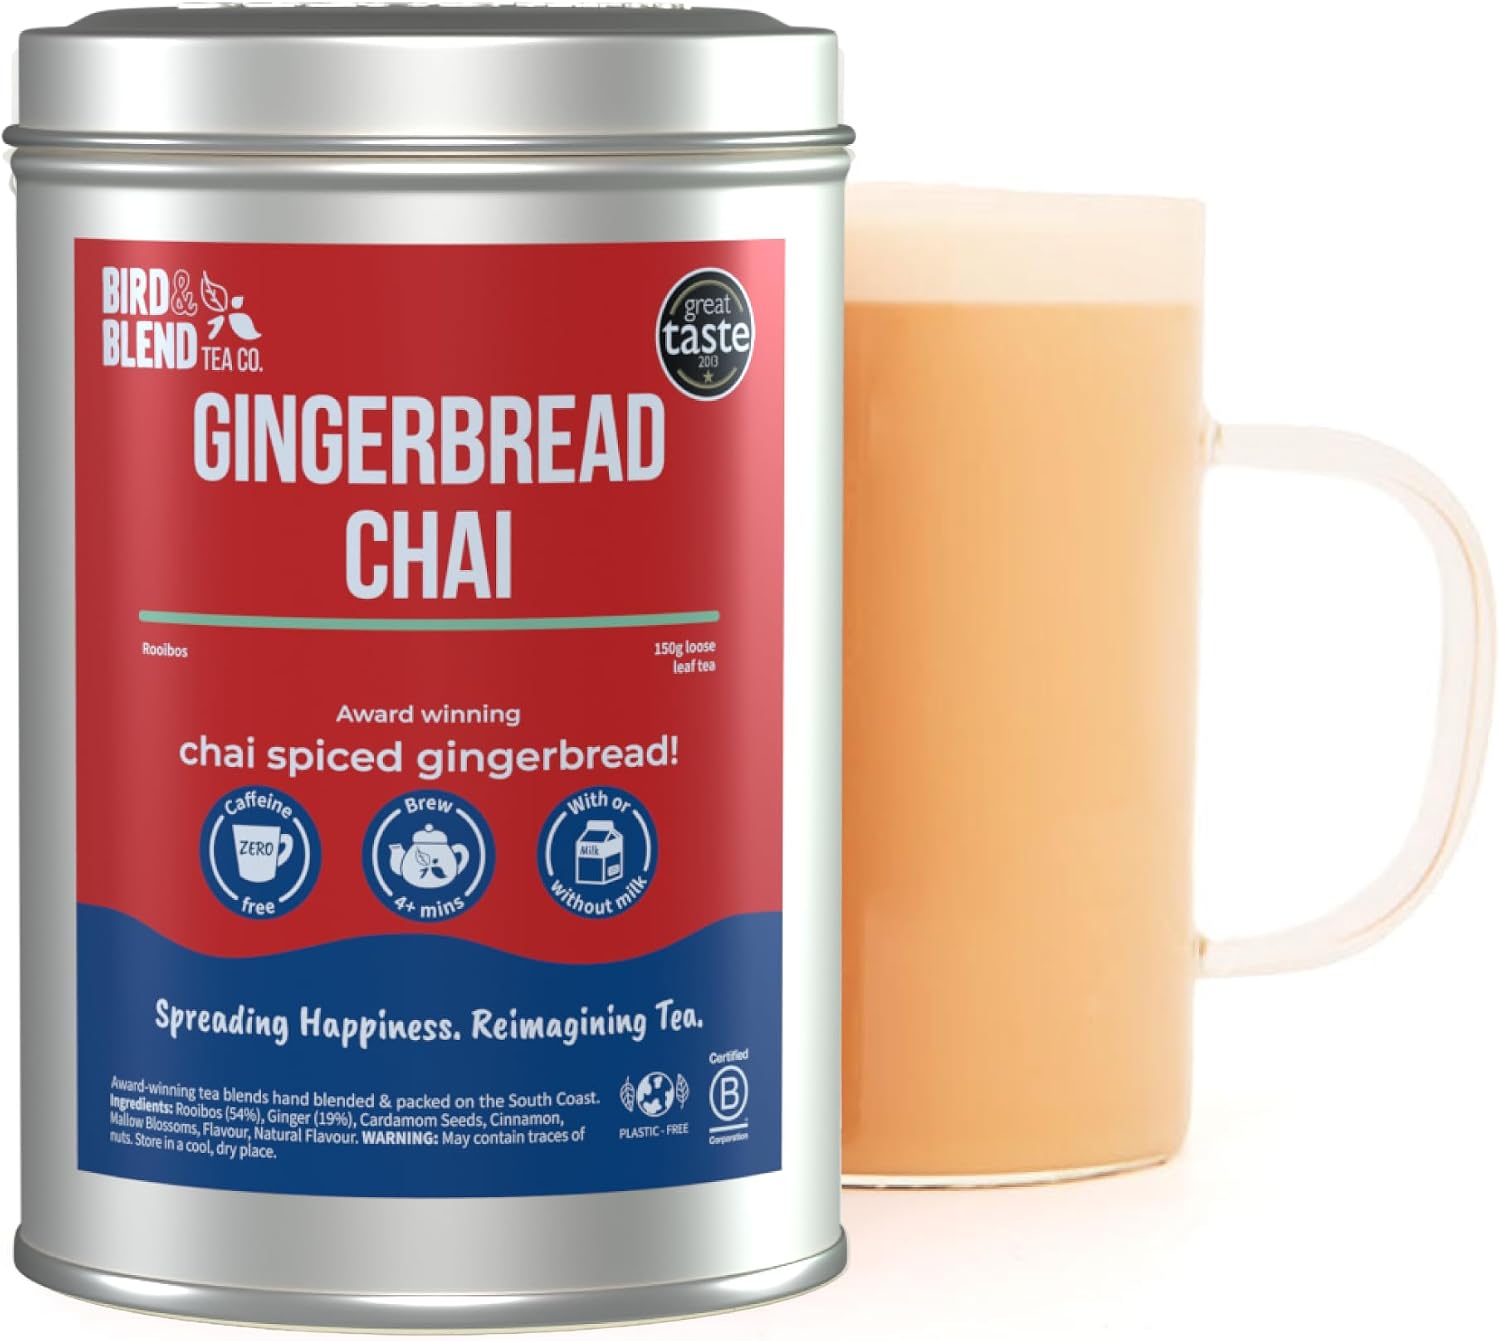 BIRD&
BLEND TEA CO.
great
taste
2013
GINGERBREAD
CHAI
Rooibos
150g loose
leaf tea
Award winning
chai spiced gingerbread!
Caffeine
ZERO
free
Brew
4+ mins
With or
Milk
without milk
Spreading Happiness. Reimagining Tea.
Award-winning tea blends hand blended & packed on the South Coast.
Ingredients: Rooibos (54%), Ginger (19%), Cardamom Seeds, Cinnamon,
Mallow Blossoms, Flavour, Natural Flavour. WARNING: May contain traces of
nuts. Store in a cool, dry place.
PLASTIC - FREE
Certified
B
Corporation